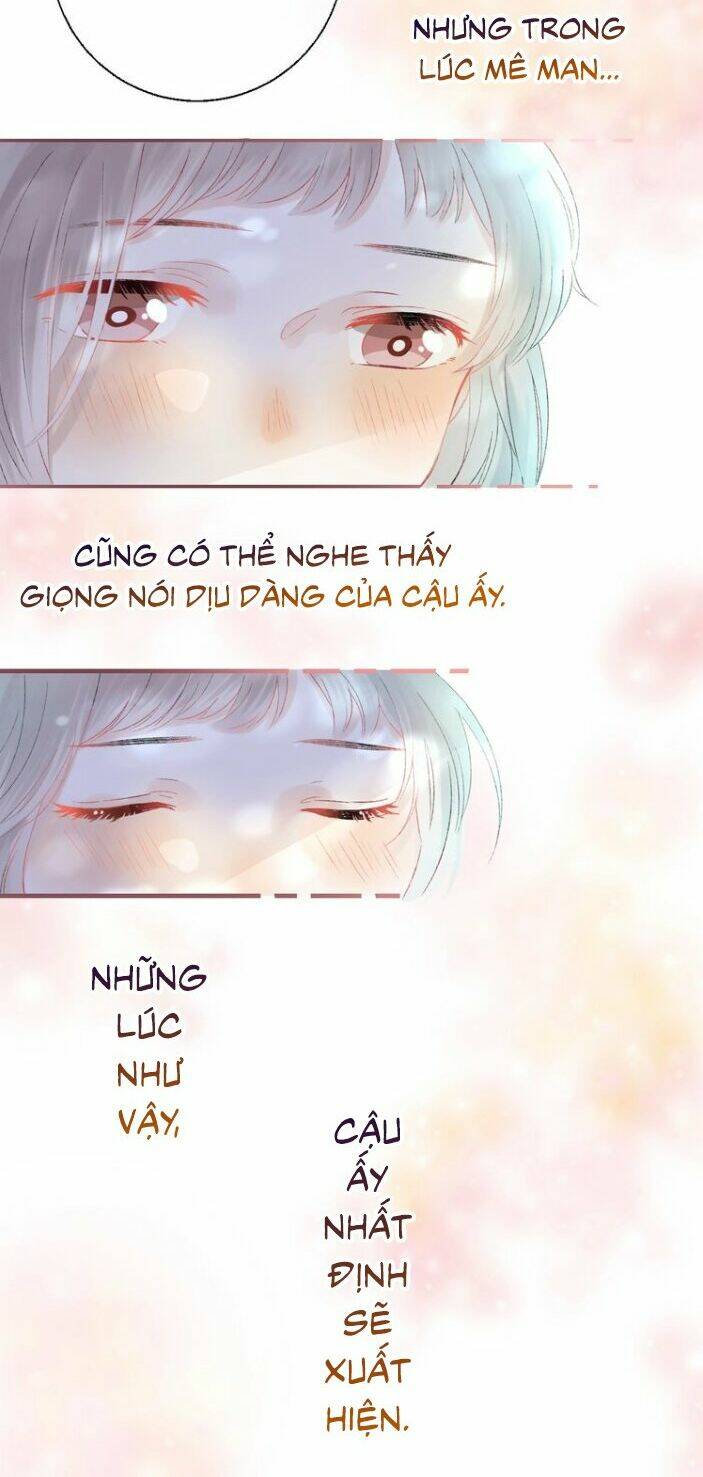 NHƯNG TRONG
LÚC MÊ MAN...
CŨNG CÓ THỂ NGHE THẤY
GIỌNG NÓI DỊU DÀNG CỦA CẬU ẤY.
NHỮNG
LÚC
NHƯ
VẬY,
CẬU
ẤY
NHẤT
ĐỊNH
SẼ
XUẤT
HIỆN.